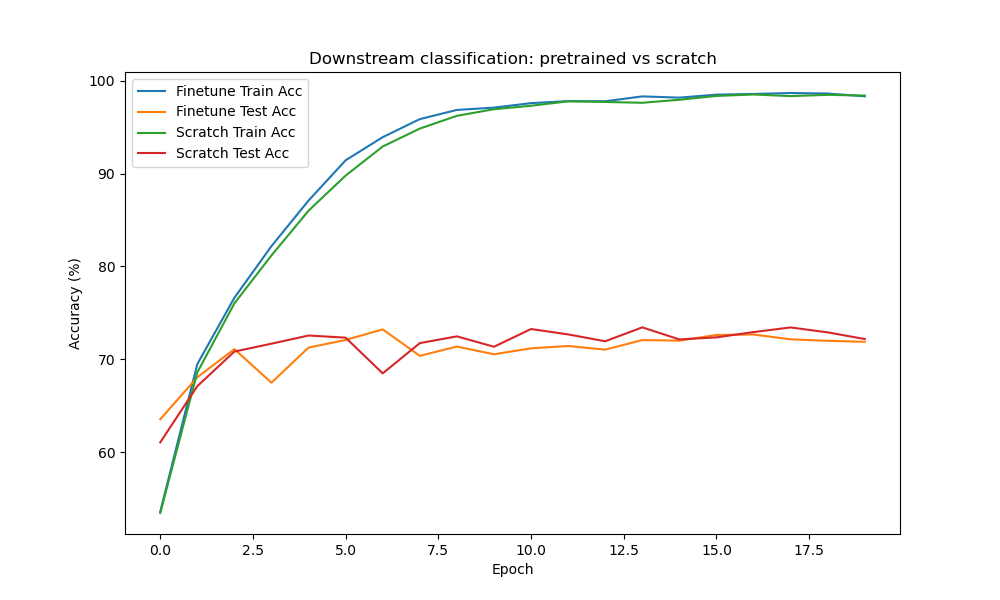 Downstream classification: pretrained vs scratch
Finetune Train Acc
Finetune Test Acc
Scratch Train Acc
Scratch Test Acc
Accuracy (%)
100
90
80
70
60
0.0 2.5 5.0 7.5 10.0 12.5 15.0 17.5
Epoch